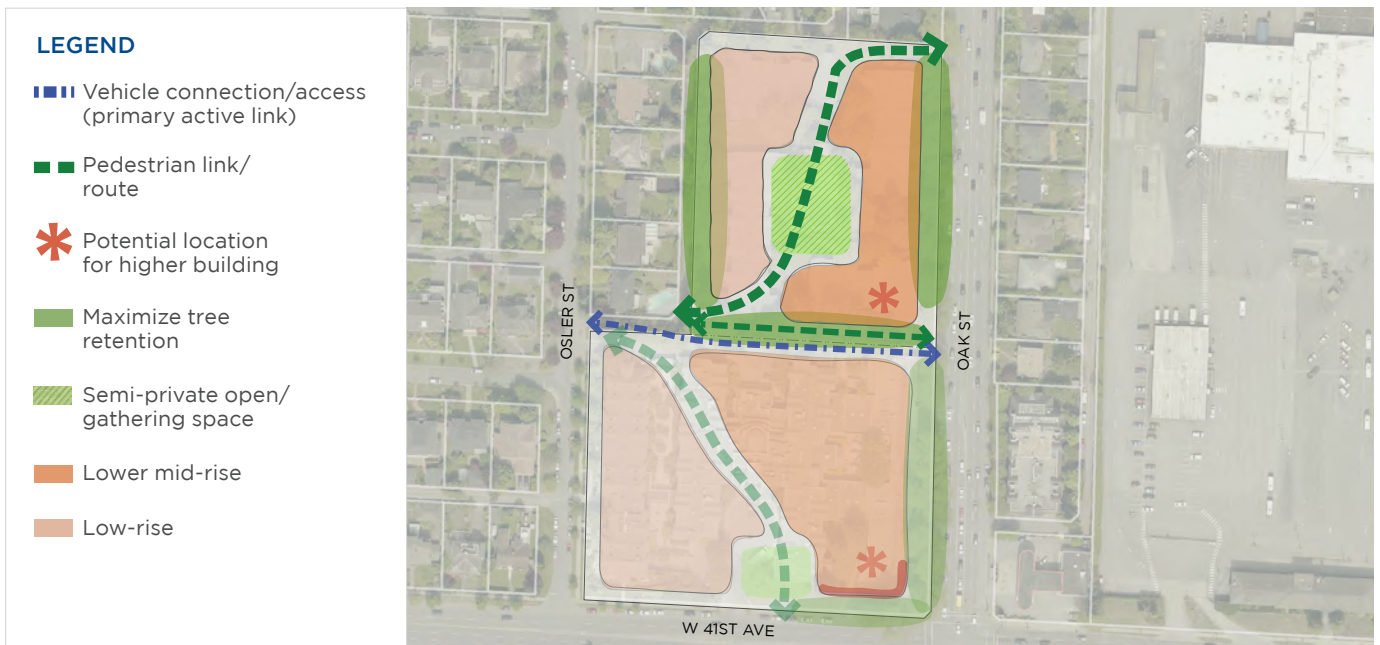 LEGEND
Vehicle connection/access
(primary active link)
Pedestrian link/
route
Potential location
for higher building
Maximize tree
retention
Semi-private open/
gathering space
Lower mid-rise
Low-rise
OSLER ST
OAK ST
W 41ST AVE